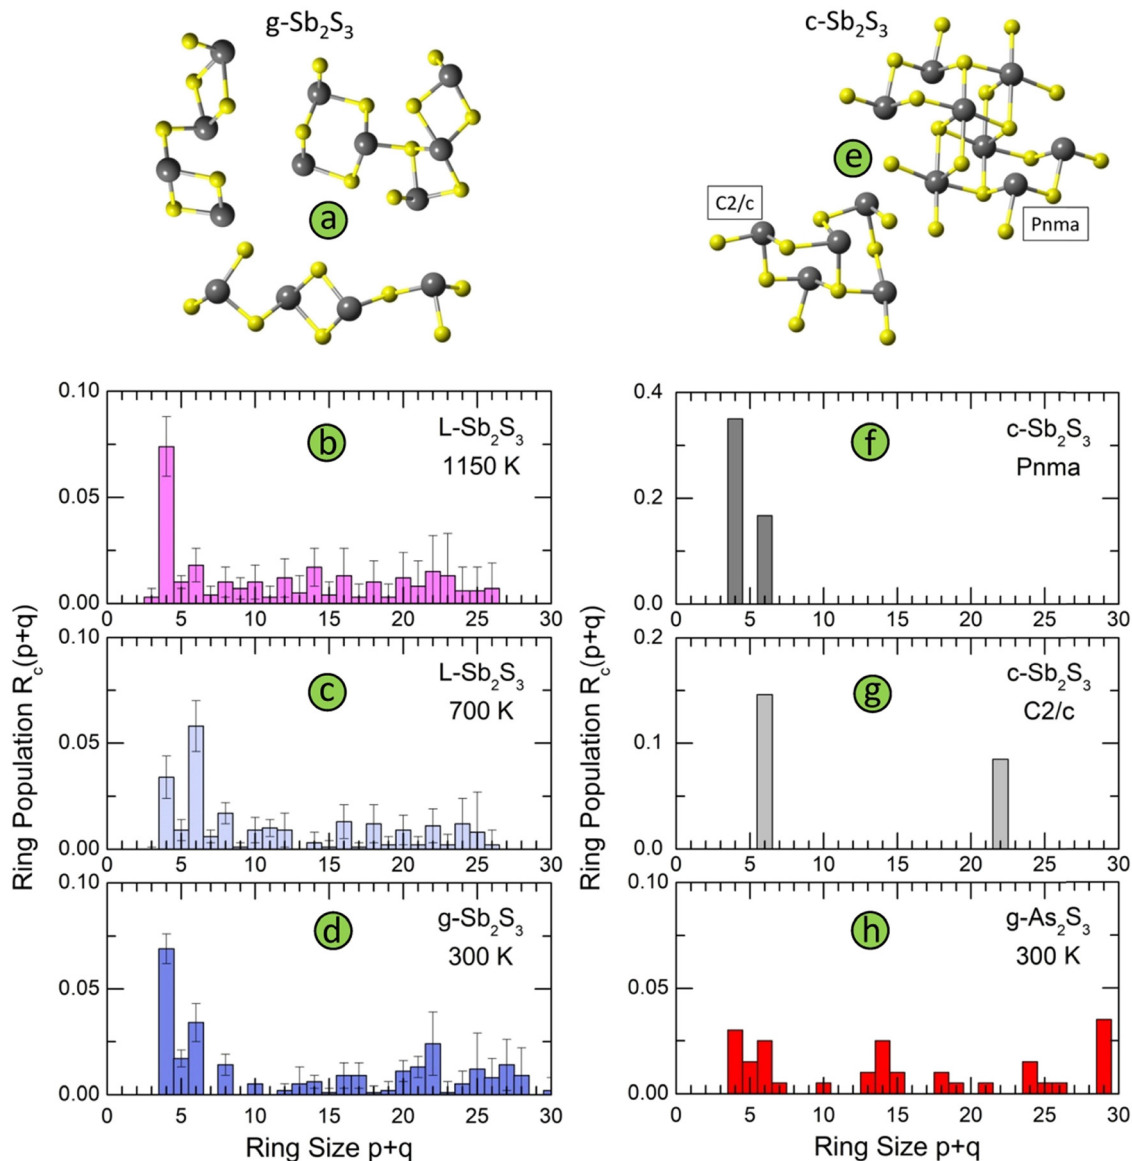 g-Sb₂S₃
c-Sb₂S₃
a
e
C2/c
Pnma
0.10
0.05
0.00
b
L-Sb₂S₃
1150 K
0 5 10 15 20 25 30
0.10
0.05
0.00
c
L-Sb₂S₃
700 K
0 5 10 15 20 25 30
0.10
0.05
0.00
d
g-Sb₂S₃
300 K
0 5 10 15 20 25 30
Ring Population R_c(p+q)
Ring Size p+q
0.4
0.2
0.0
f
c-Sb₂S₃
Pnma
0 5 10 15 20 25 30
0.2
0.1
0.0
g
c-Sb₂S₃
C2/c
0 5 10 15 20 25 30
0.10
0.05
0.00
h
g-As₂S₃
300 K
0 5 10 15 20 25 30
Ring Population R_c(p+q)
Ring Size p+q